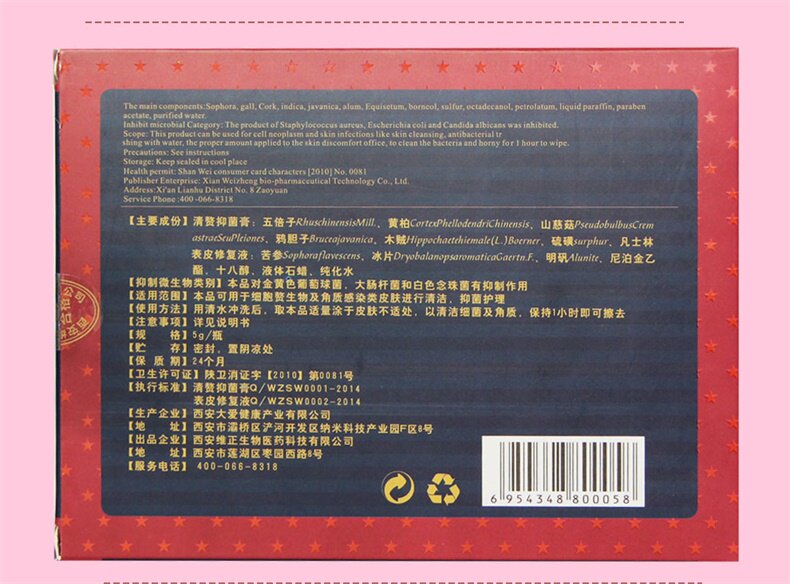 The main components:Sophora, gall, Cork, indica, javanica, alum, Equisetum, borneol, sulfur, octadecanol, petrolatum, liquid paraffin, paraben
acetate, purified water.
Inhibit microbial Category: The product of Staphylococcus aureus, Escherichia coli and Candida albicans was inhibited.
Scope: This product can be used for cell neoplasm and skin infections like skin cleansing, antibacterial tr
shing with water, the proper amount applied to the skin discomfort office, to clean the bacteria and horny for 1 hour to wipe.
Precautions: See instructions
Storage: Keep sealed in cool place
Health permit: Shan Wei consumer card characters [2010] No. 0081
Publisher Enterprise: Xian Weizheng bio-pharmaceutical Technology Co., Ltd.
Address:Xi'an Lianhu District No. 8 Zaoyuan
Service Phone :400 -066-8318
【主要成份】清赘抑菌膏：五倍子RhuschinensisMill.、黄柏CortexPhellodendriChinensis、山慈菇PseudobulbusCrem
astraeSeuPleiones、鸦胆子Bruceajavanica、木贼Hippochaetehiemale(L.)Boerner、硫磺surphur、凡士林
表皮修复液：苦参Sophoraflavescens、冰片DryobalanopsaromaticaGaertn.F.、明矾Alunite、尼泊金乙
酯、十八醇、液体石蜡、纯化水
【抑制微生物类别】本品对金黄色葡萄球菌、大肠杆菌和白色念珠菌有抑制作用
【适用范围】本品可用于细胞赘生物及角质感染类皮肤进行清洁，抑菌护理
【使用方法】用清水冲洗后，取本品适量涂于皮肤不适处，以清洁细菌及角质，保持1小时即可擦去
【注意事项】详见说明书
【规 格】5g/瓶
【贮 存】密封，置阴凉处
【保 质 期】24个月
【卫生许可证】陕卫消证字【2010】第0081号
【执行标准】清赘抑菌膏Q/WZSW0001-2014
表皮修复液Q/WZSW0002-2014
【生产企业】西安大爱健康产业有限公司
【地 址】西安市灞桥区浐河开发区纳米科技产业园F区8号
【出品企业】西安维正生物医药科技有限公司
【地 址】西安市莲湖区枣园西路8号
【服务电话】400-066-8318
6 954348 800058